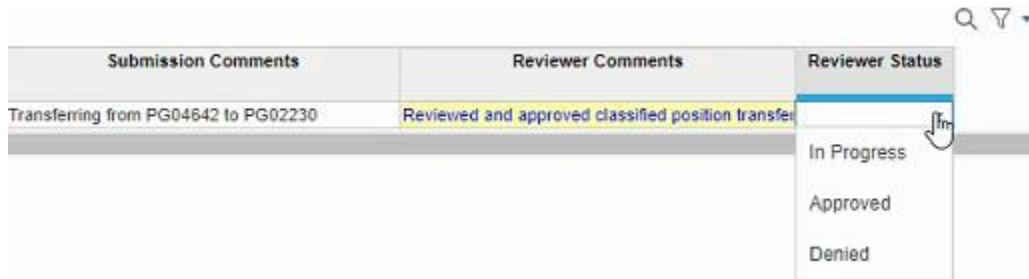 Submission Comments Reviewer Comments Reviewer Status
Transferring from PG04642 to PG02230 Reviewed and approved classified position transfer
In Progress
Approved
Denied